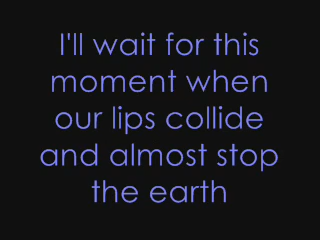 I'll wait for this
moment when
our lips collide
and almost stop
the earth